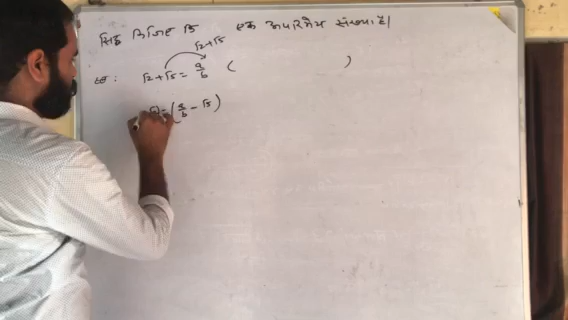 √2+√5
सिद्ध कीजिए कि एक अपरिमेय संख्या है।
हल : √2 + √5 = a/b ( )
√2 = (a/b - √5)